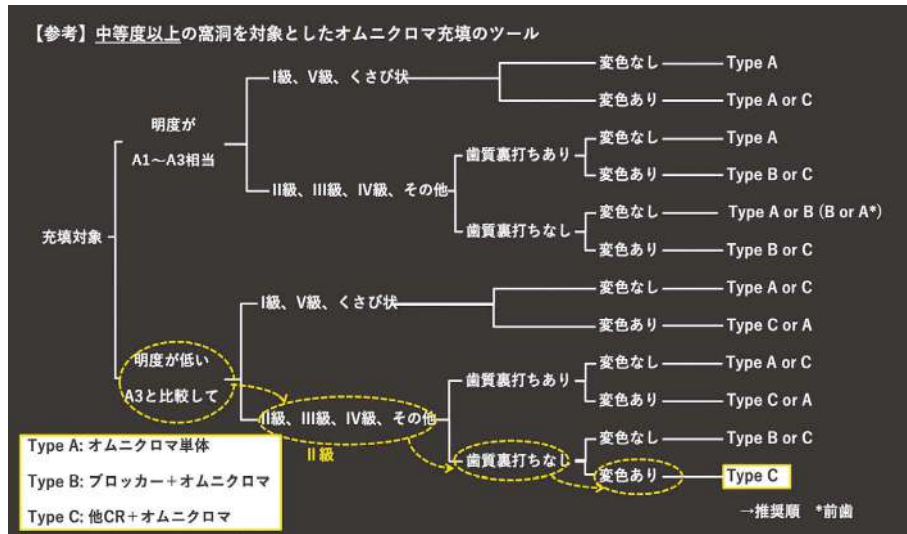 【参考】中等度以上の窩洞を対象としたオムニクロマ充填のツール
充填対象
明度が
A1〜A3相当
I級、V級、くさび状
変色なし
Type A
変色あり
Type A or C
II級、III級、IV級、その他
歯質裏打ちあり
変色なし
Type A
変色あり
Type B or C
歯質裏打ちなし
変色なし
Type A or B (B or A*)
変色あり
Type B or C
明度が低い
A3と比較して
I級、V級、くさび状
変色なし
Type A or C
変色あり
Type C or A
II級、III級、IV級、その他
II級
歯質裏打ちあり
変色なし
Type A or C
変色あり
Type C or A
歯質裏打ちなし
変色なし
Type B or C
変色あり
Type C
Type A: オムニクロマ単体
Type B: ブロッカー+オムニクロマ
Type C: 他CR+オムニクロマ
→推奨順 *前歯